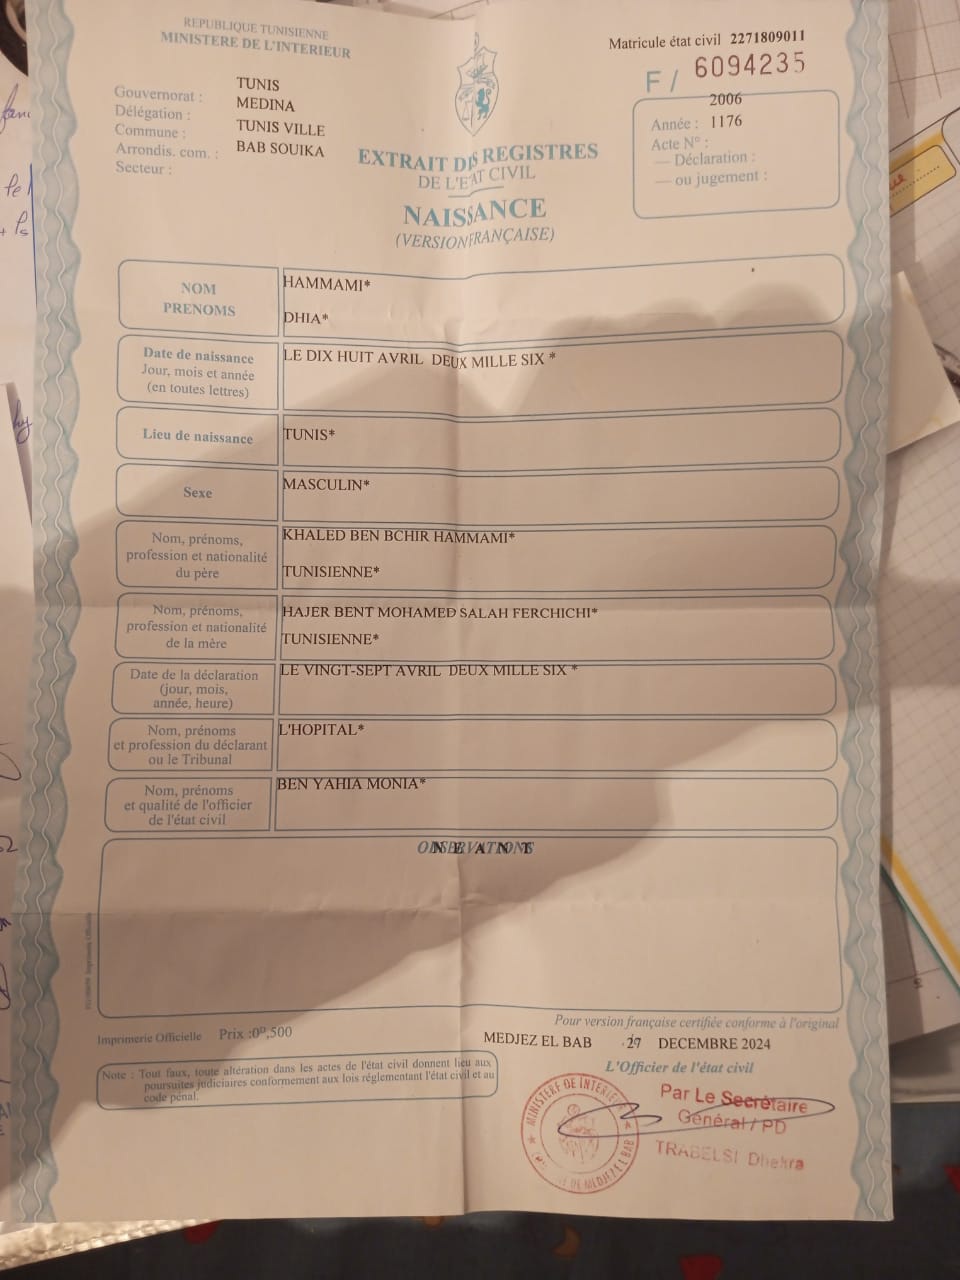 REPUBLIQUE TUNISIENNE
MINISTERE DE L'INTERIEUR
Matricule état civil 2271809011
F / 6094235
Gouvernorat : TUNIS
Délégation : MEDINA
Commune : TUNIS VILLE
Arrondis. com. : BAB SOUIKA
Secteur :
2006
Année : 1176
Acte N° :
— Déclaration :
— ou jugement :
EXTRAIT DES REGISTRES
DE L'ETAT CIVIL
NAISSANCE
(VERSION FRANÇAISE)
NOM HAMMAMI*
PRENOMS DHIA*
Date de naissance
Jour, mois et année
(en toutes lettres)
LE DIX HUIT AVRIL DEUX MILLE SIX *
Lieu de naissance TUNIS*
Sexe MASCULIN*
Nom, prénoms,
profession et nationalité
du père
KHALED BEN BCHIR HAMMAMI*
TUNISIENNE*
Nom, prénoms,
profession et nationalité
de la mère
HAJER BENT MOHAMED SALAH FERCHICHI*
TUNISIENNE*
Date de la déclaration
(jour, mois,
année, heure)
LE VINGT-SEPT AVRIL DEUX MILLE SIX *
Nom, prénoms
et profession du déclarant
ou le Tribunal
L'HOPITAL*
Nom, prénoms
et qualité de l'officier
de l'état civil
BEN YAHIA MONIA*
OBSERVATIONS
NEANT
Imprimerie Officielle Prix :0ᴰ,500
Pour version française certifiée conforme à l'original
MEDJEZ EL BAB 27 DECEMBRE 2024
L'Officier de l'état civil
Note : Tout faux, toute altération dans les actes de l'état civil donnent lieu aux
poursuites judiciaires conformement aux lois réglementant l'état civil et au
code pénal.
MINISTERE DE INTERIEUR
DE MEDJEZ EL BAB
Par Le Secrétaire
Général / PD
TRABELSI Dhekra